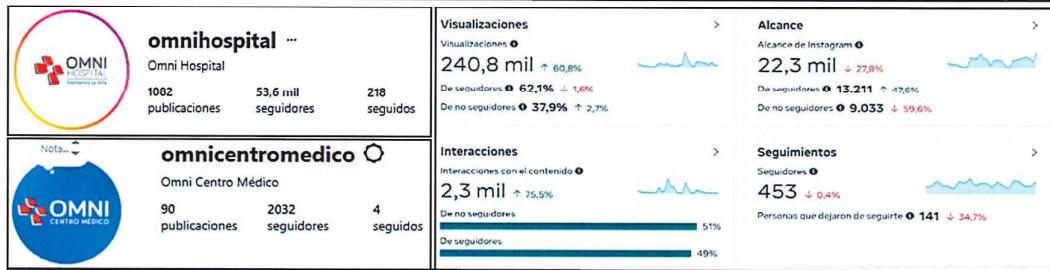 OMNI
HOSPITAL
omnihospital ...
Omni Hospital
1082 53,6 mil 218
publicaciones seguidores seguidos
Nota...
OMNI
CENTRO MÉDICO
omnicentromedico
Omni Centro Médico
90 2032 4
publicaciones seguidores seguidos
Visualizaciones >
Visualizaciones
240,8 mil ↑ 60,8%
De seguidores 62,1% ↓ 1,6%
De no seguidores 37,9% ↑ 2,7%
Alcance >
Alcance de Instagram
22,3 mil ↓ 27,8%
De seguidores 13.211 ↑ 47,6%
De no seguidores 9.033 ↓ 59,6%
Interacciones >
Interacciones con el contenido
2,3 mil ↑ 75,5%
De no seguidores
51%
De seguidores
49%
Seguimientos >
Seguidores
453 ↓ 0,4%
Personas que dejaron de seguirte 141 ↓ 34,7%